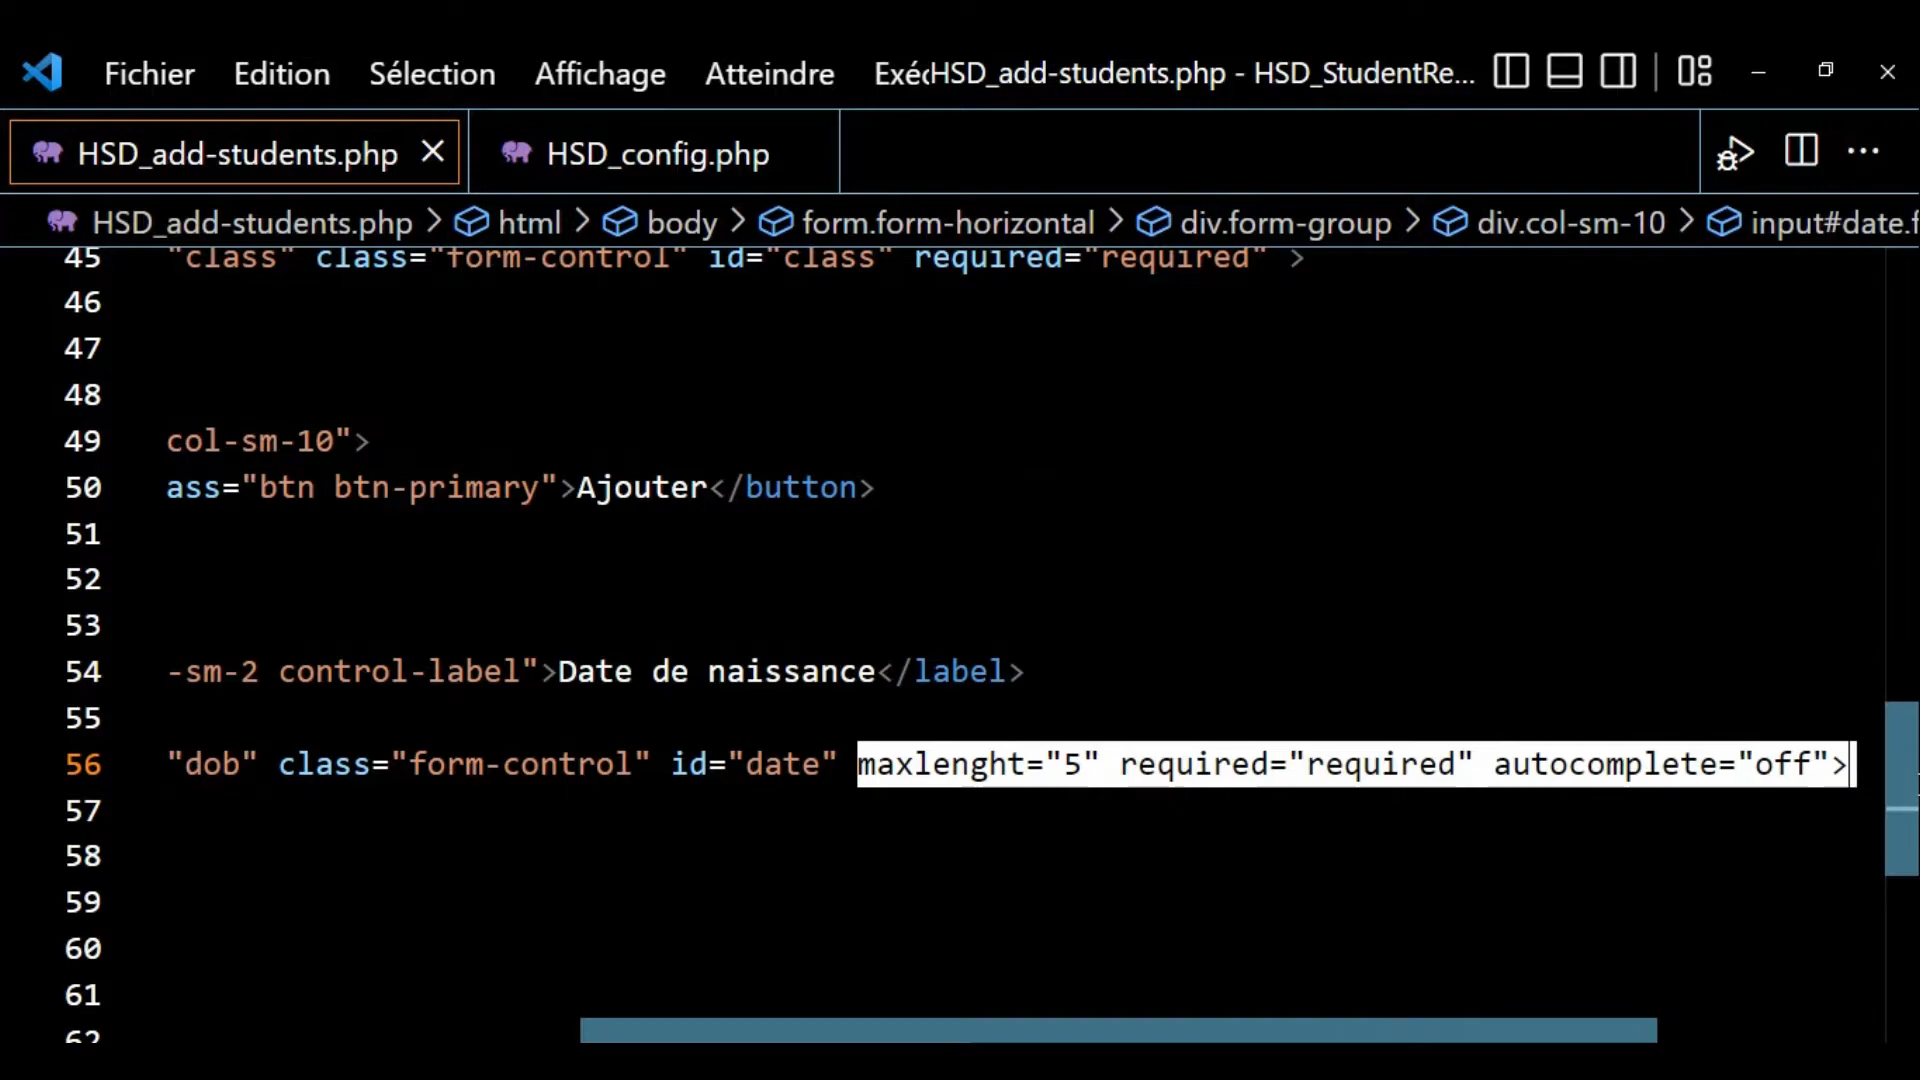 Fichier Edition Sélection Affichage Atteindre Exé HSD_add-students.php - HSD_StudentRe...
HSD_add-students.php HSD_config.php
HSD_add-students.php > html > body > form.form-horizontal > div.form-group > div.col-sm-10 > input#date.f
45 "class" class="form-control" id="class" required="required" >
46
47
48
49 col-sm-10">
50 ass="btn btn-primary">Ajouter</button>
51
52
53
54 -sm-2 control-label">Date de naissance</label>
55
56 "dob" class="form-control" id="date" maxlenght="5" required="required" autocomplete="off">
57
58
59
60
61
62